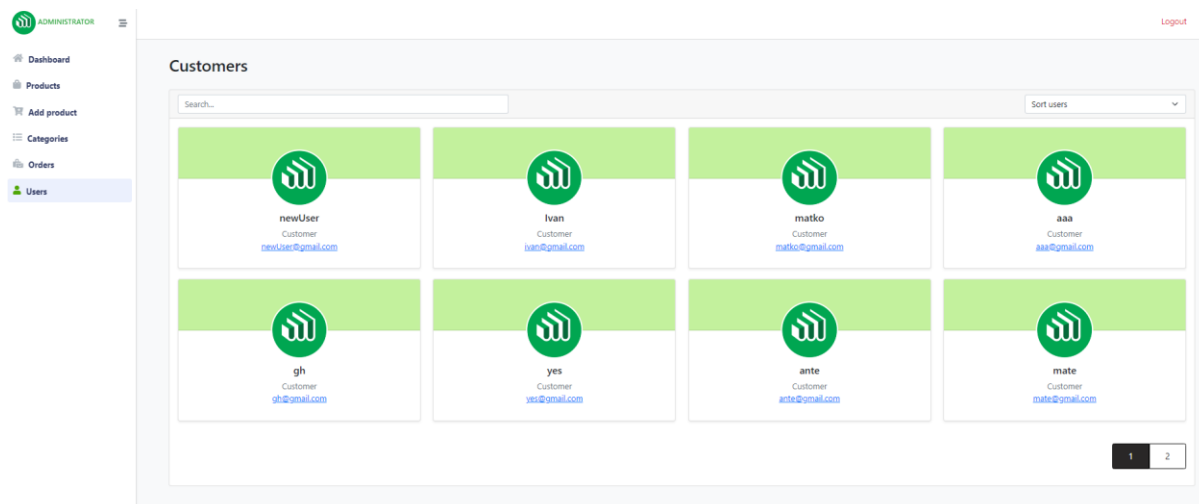 ADMINISTRATOR
Logout
Dashboard
Products
Add product
Categories
Orders
Users
Customers
Search...
Sort users
newUser
Customer
newUser@gmail.com
Ivan
Customer
ivan@gmail.com
matko
Customer
matko@gmail.com
aaa
Customer
aaa@gmail.com
gh
Customer
gh@gmail.com
yes
Customer
yes@gmail.com
ante
Customer
ante@gmail.com
mate
Customer
mate@gmail.com
1
2